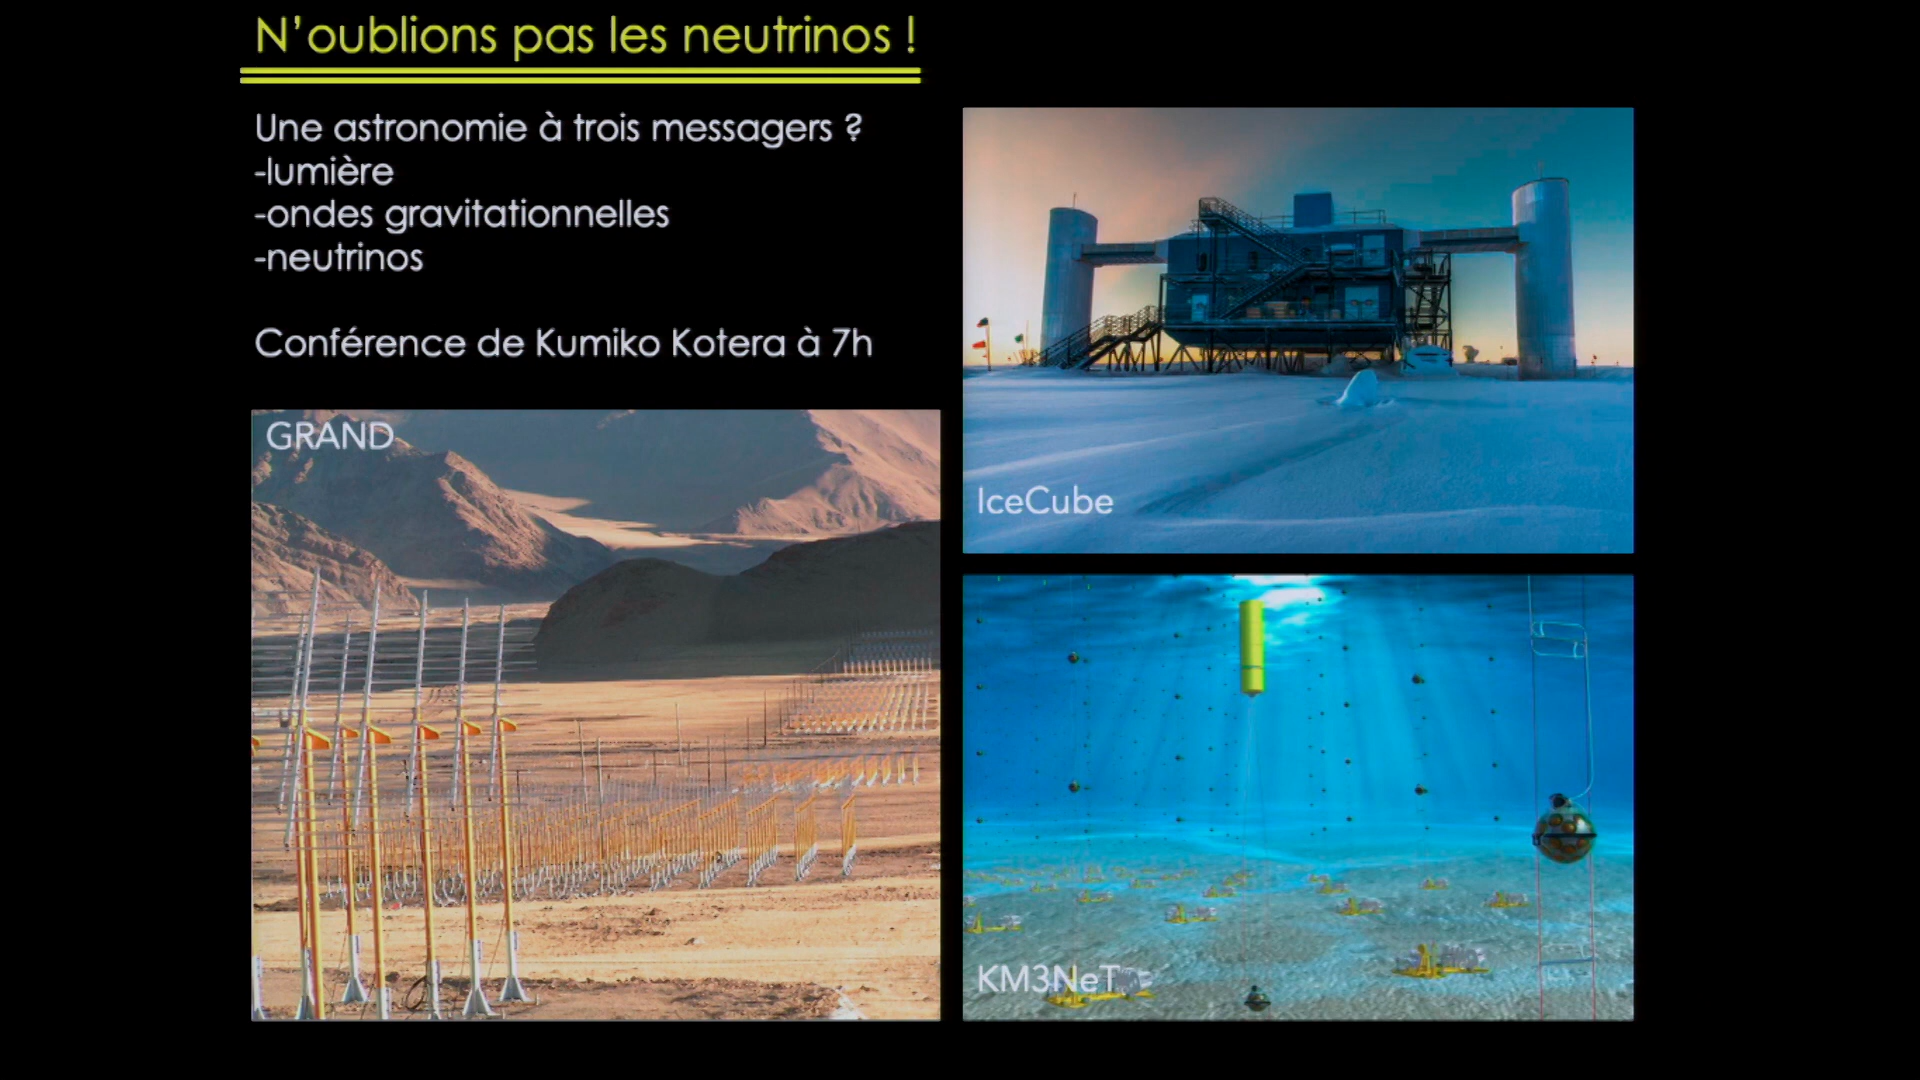 N'oublions pas les neutrinos !
Une astronomie à trois messagers ?
-lumière
-ondes gravitationnelles
-neutrinos
Conférence de Kumiko Kotera à 7h
GRAND
IceCube
KM3NeT